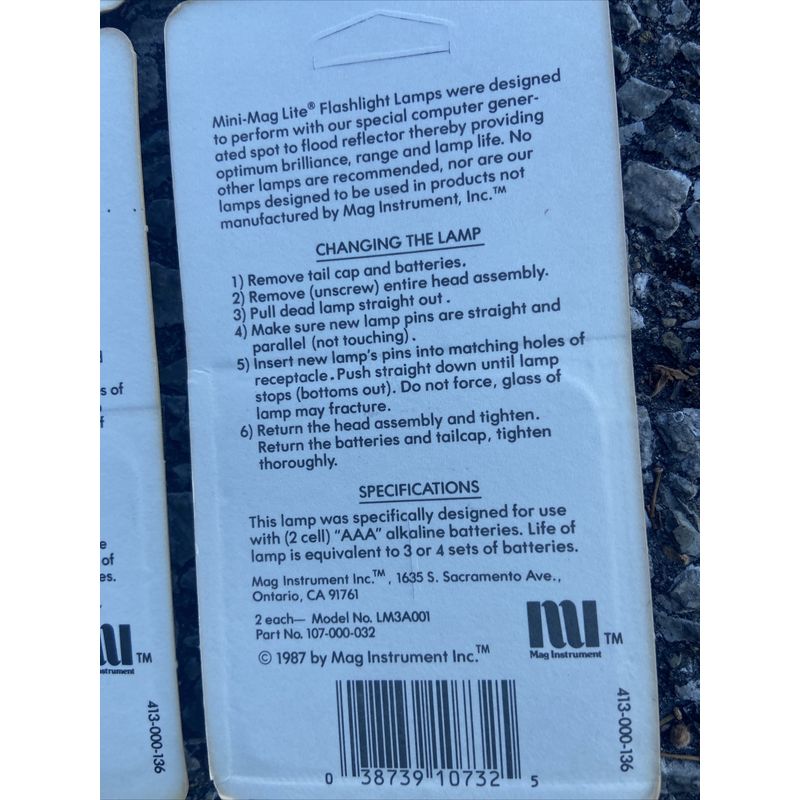 Mini-Mag Lite® Flashlight Lamps were designed
to perform with our special computer gener-
ated spot to flood reflector thereby providing
optimum brilliance, range and lamp life. No
other lamps are recommended, nor are our
lamps designed to be used in products not
manufactured by Mag Instrument, Inc.™
CHANGING THE LAMP
1) Remove tail cap and batteries.
2) Remove (unscrew) entire head assembly.
3) Pull dead lamp straight out .
4) Make sure new lamp pins are straight and
parallel (not touching) .
5) Insert new lamp's pins into matching holes of
receptacle. Push straight down until lamp
stops (bottoms out). Do not force, glass of
lamp may fracture.
6) Return the head assembly and tighten.
Return the batteries and tailcap, tighten
thoroughly.
SPECIFICATIONS
This lamp was specifically designed for use
with (2 cell) "AAA" alkaline batteries. Life of
lamp is equivalent to 3 or 4 sets of batteries.
Mag Instrument Inc.™ , 1635 S. Sacramento Ave.,
Ontario, CA 91761
2 each— Model No. LM3A001
Part No. 107-000-032
© 1987 by Mag Instrument Inc.™
TM
Mag Instrument
413-000-136
0 38739 10732 5
s of
of
es.
TM
strument
413-000-136